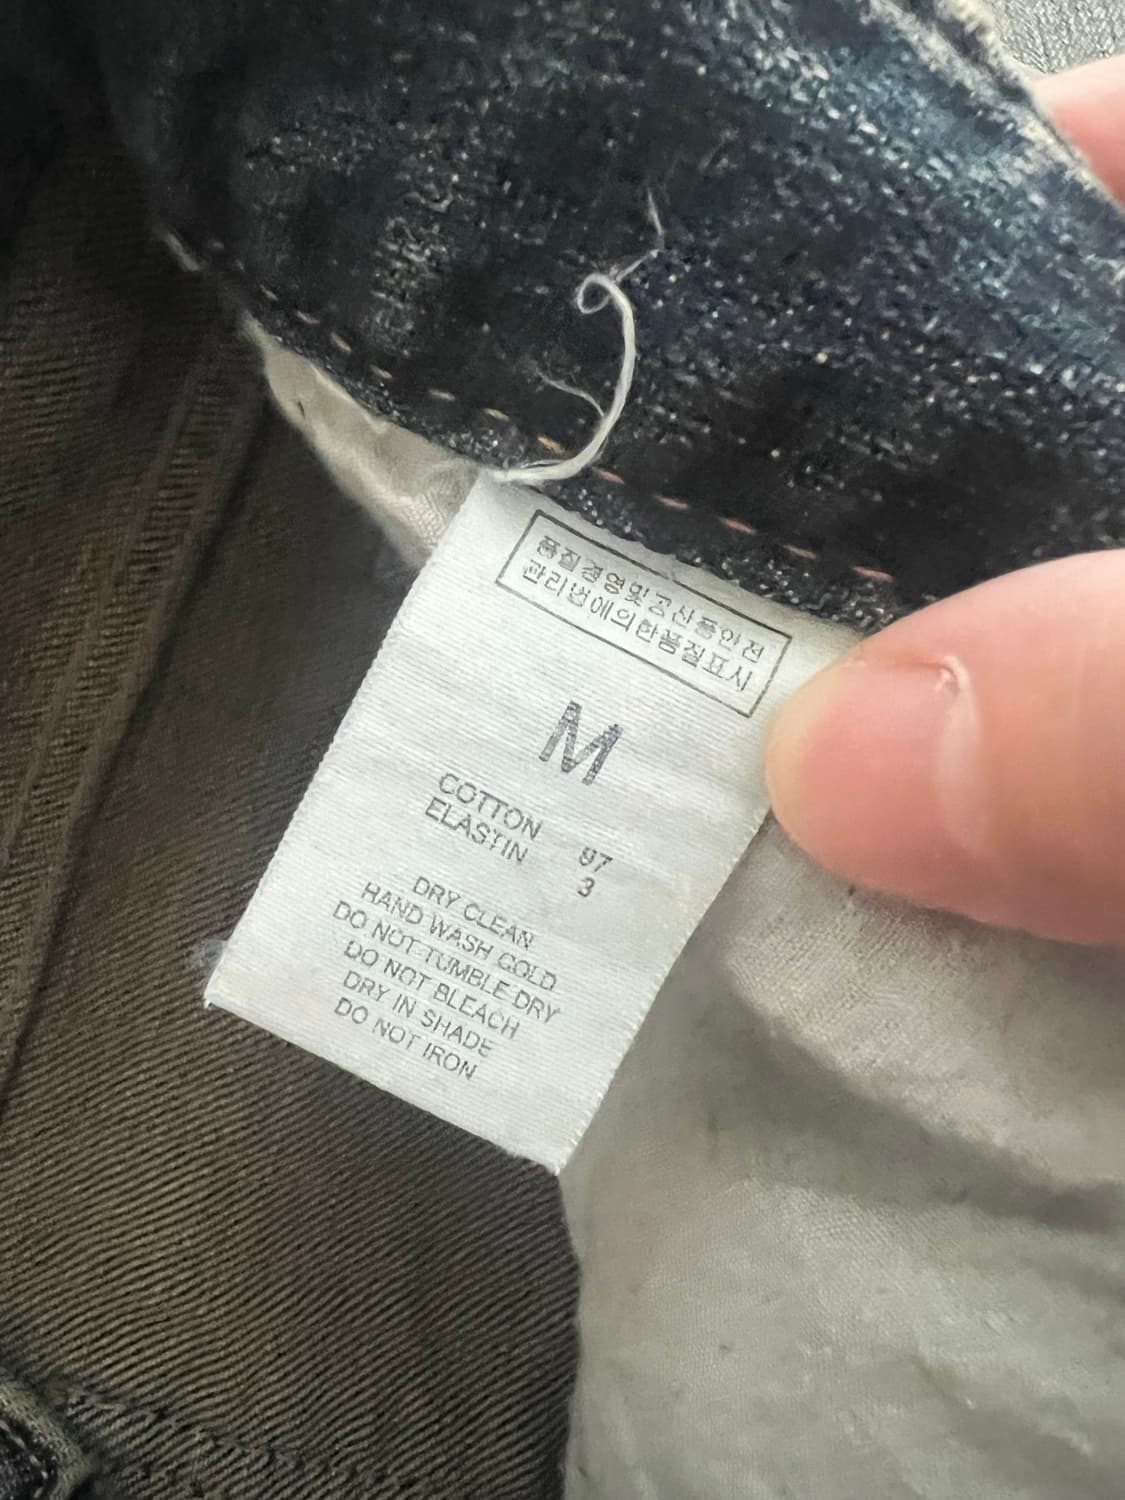 품질경영및공산품안전
관리법에의한품질표시
M
COTTON 97
ELASTIN 3
DRY CLEAN
HAND WASH COLD
DO NOT TUMBLE DRY
DO NOT BLEACH
DRY IN SHADE
DO NOT IRON